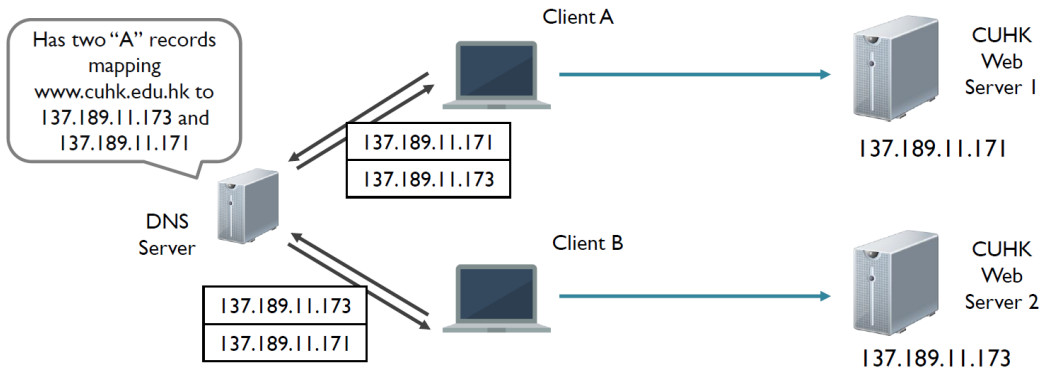 Has two “A” records
mapping
www.cuhk.edu.hk to
137.189.11.173 and
137.189.11.171
DNS
Server
Client A
137.189.11.171
137.189.11.173
CUHK
Web
Server 1
137.189.11.171
Client B
137.189.11.173
137.189.11.171
CUHK
Web
Server 2
137.189.11.173